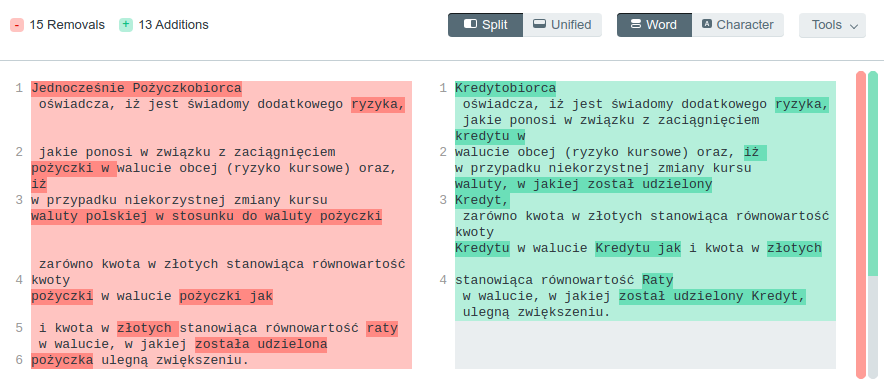 - 15 Removals + 13 Additions Split Unified Word A Character Tools
1 Jednocześnie Pożyczkobiorca
oświadcza, iż jest świadomy dodatkowego ryzyka,
2 jakie ponosi w związku z zaciągnięciem
pożyczki w walucie obcej (ryzyko kursowe) oraz,
iż
3 w przypadku niekorzystnej zmiany kursu
waluty polskiej w stosunku do waluty pożyczki
zarówno kwota w złotych stanowiąca równowartość
4 kwoty
pożyczki w walucie pożyczki jak
5 i kwota w złotych stanowiąca równowartość raty
w walucie, w jakiej została udzielona
6 pożyczka ulegną zwiększeniu.
1 Kredytobiorca
oświadcza, iż jest świadomy dodatkowego ryzyka,
jakie ponosi w związku z zaciągnięciem
kredytu w
2 walucie obcej (ryzyko kursowe) oraz, iż
w przypadku niekorzystnej zmiany kursu
waluty, w jakiej został udzielony
3 Kredyt,
zarówno kwota w złotych stanowiąca równowartość
kwoty
Kredytu w walucie Kredytu jak i kwota w złotych
4 stanowiąca równowartość Raty
w walucie, w jakiej został udzielony Kredyt,
ulegną zwiększeniu.